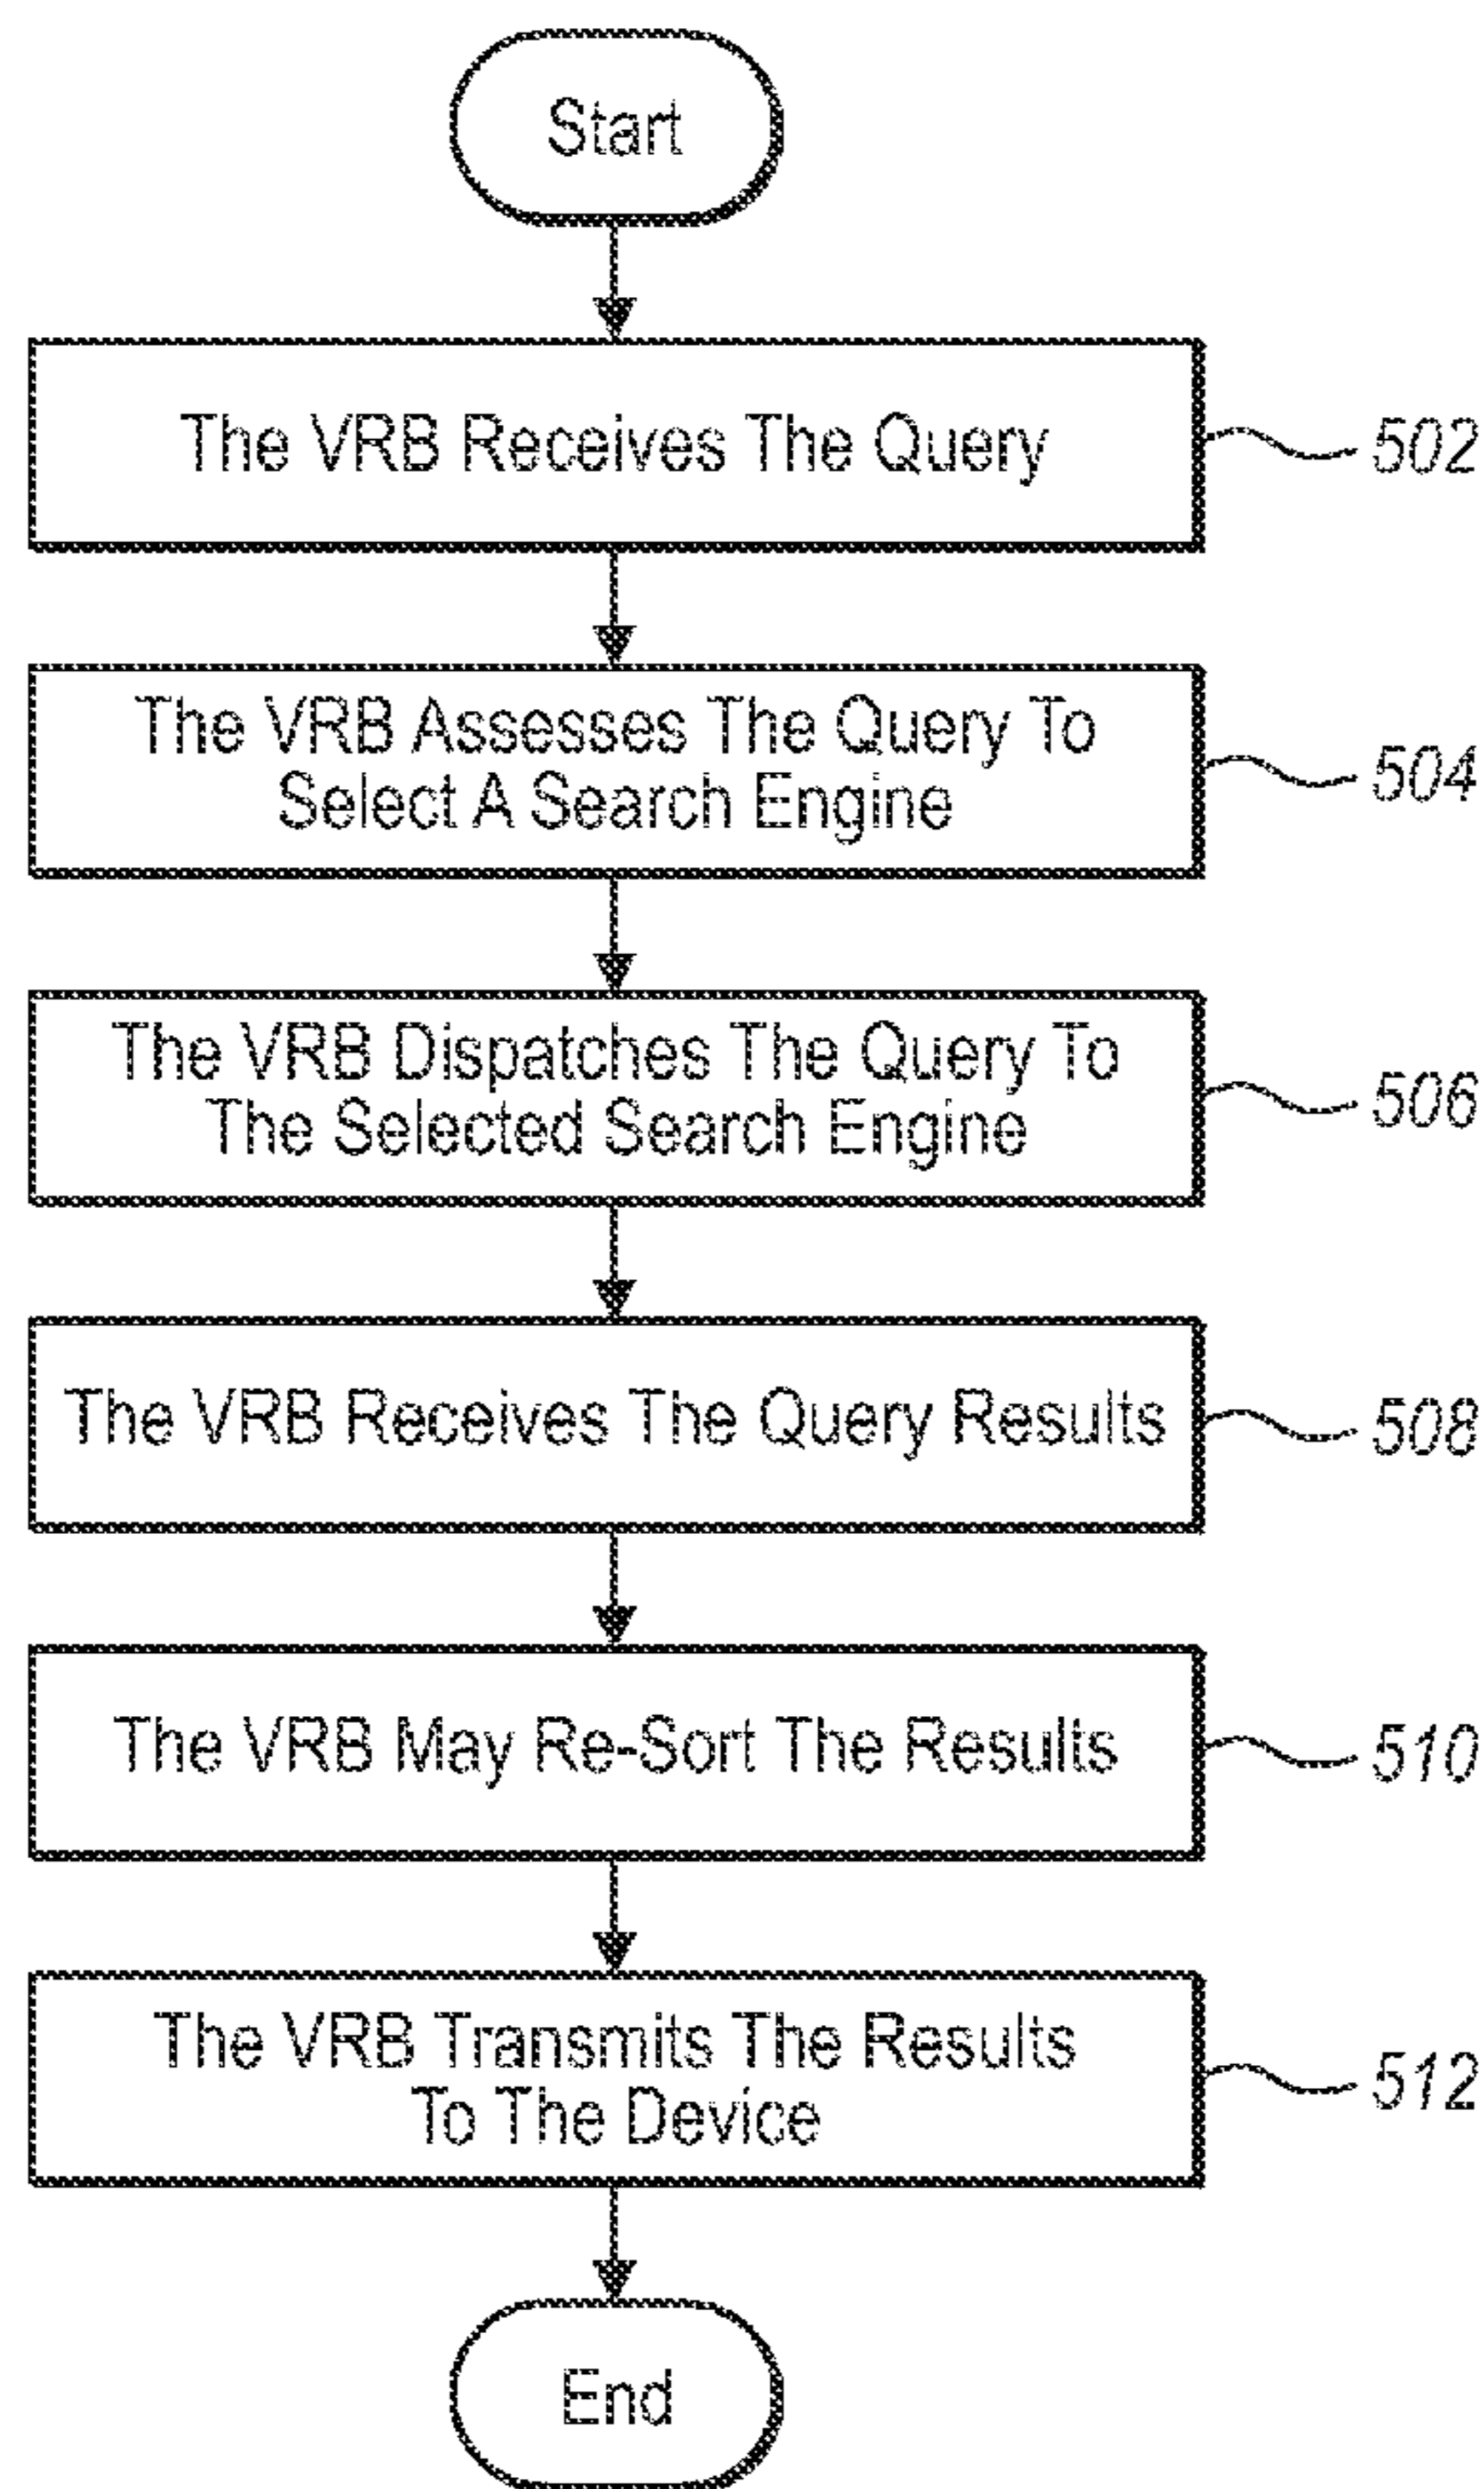 Start
The VRB Receives The Query
502
The VRB Assesses The Query To
Select A Search Engine
504
The VRB Dispatches The Query To
The Selected Search Engine
506
The VRB Receives The Query Results
508
The VRB May Re-Sort The Results
510
The VRB Transmits The Results
To The Device
512
End